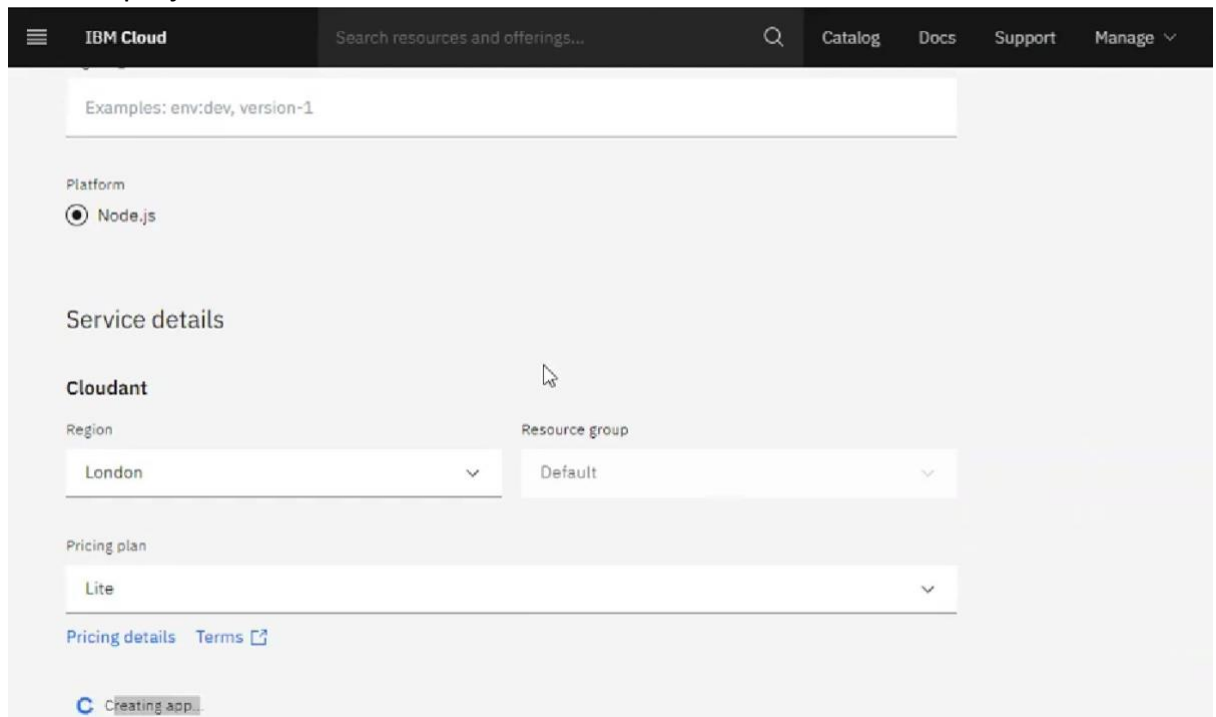 IBM Cloud Search resources and offerings... Catalog Docs Support Manage
Examples: env:dev, version-1
Platform
Node.js
Service details
Cloudant
Region Resource group
London Default
Pricing plan
Lite
Pricing details Terms
Creating app...